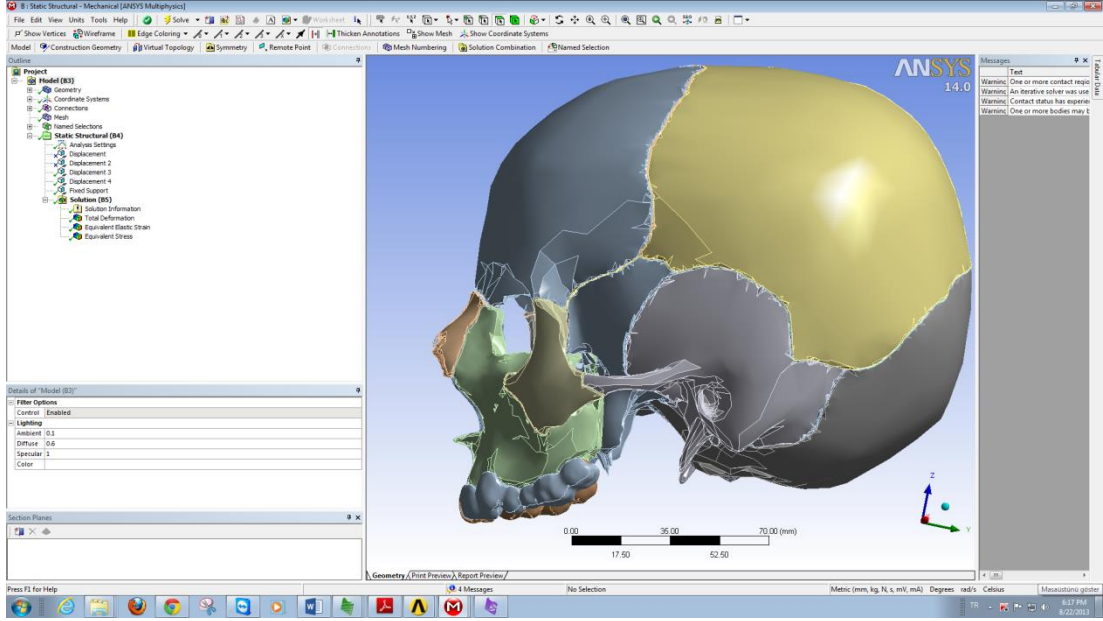 B : Static Structural - Mechanical [ANSYS Multiphysics]
File Edit View Units Tools Help Solve Worksheet
Show Vertices Wireframe Edge Coloring Thicken Annotations Show Mesh Show Coordinate Systems
Model Construction Geometry Virtual Topology Symmetry Remote Point Connections Mesh Numbering Solution Combination Named Selection
Outline
Project
Model (B3)
Geometry
Coordinate Systems
Connections
Mesh
Named Selections
Static Structural (B4)
Analysis Settings
Displacement
Displacement 2
Displacement 3
Displacement 4
Fixed Support
Solution (B5)
Solution Information
Total Deformation
Equivalent Elastic Strain
Equivalent Stress
Details of "Model (B3)"
Filter Options
Control Enabled
Lighting
Ambient 0.1
Diffuse 0.6
Specular 1
Color
Section Planes
ANSYS
14.0
Z
Y
0.00 35.00 70.00 (mm)
17.50 52.50
Geometry Print Preview Report Preview
Messages
Text
Warning One or more contact regio
Warning An iterative solver was use
Warning Contact status has experien
Warning One or more bodies may b
Tabular Data
Press F1 for Help 4 Messages No Selection Metric (mm, kg, N, s, mV, mA) Degrees rad/s Celsius
Masaüstünü göster
TR 6:17 PM
8/22/2013